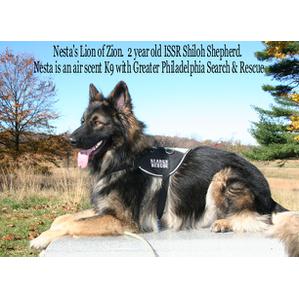 Nesta's Lion of Zion. 2 year old ISSR Shiloh Shepherd.
Nesta is an air scent K9 with Greater Philadelphia Search & Rescue
SEARCH
RESCUE